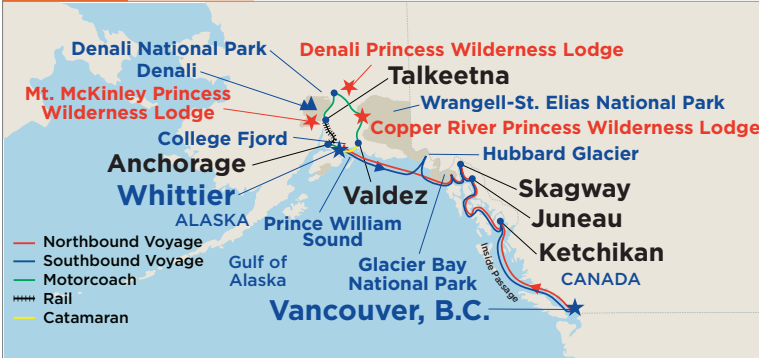 Denali National Park
Denali
Denali Princess Wilderness Lodge
Talkeetna
Mt. McKinley Princess
Wilderness Lodge
Wrangell-St. Elias National Park
Copper River Princess Wilderness Lodge
College Fjord
Hubbard Glacier
Anchorage
Whittier
Valdez
Skagway
Juneau
ALASKA
Prince William
Sound
Ketchikan
Northbound Voyage
Southbound Voyage
Motorcoach
Rail
Catamaran
Gulf of
Alaska
Glacier Bay
National Park
Inside Passage
CANADA
Vancouver, B.C.